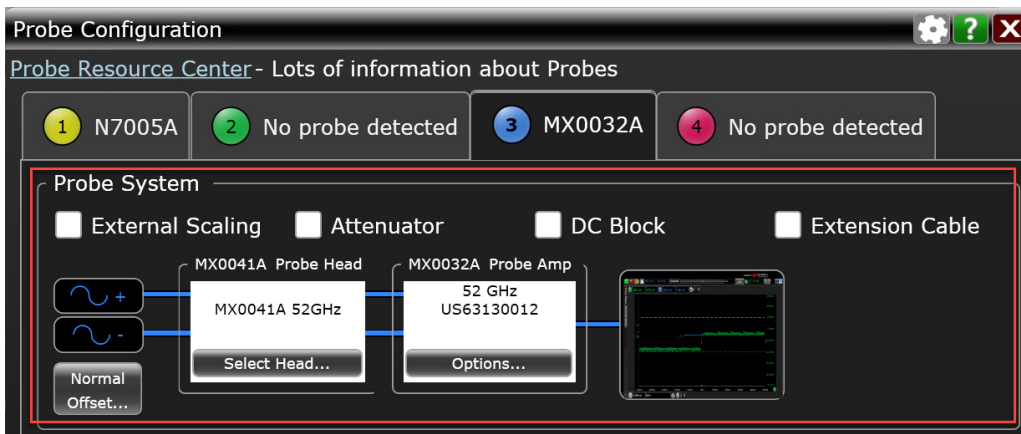 Probe Configuration
?
X
Probe Resource Center - Lots of information about Probes
1 N7005A
2 No probe detected
3 MX0032A
4 No probe detected
Probe System
External Scaling
Attenuator
DC Block
Extension Cable
MX0041A Probe Head
MX0032A Probe Amp
+
-
MX0041A 52GHz
52 GHz
US63130012
Select Head...
Options...
Normal
Offset...